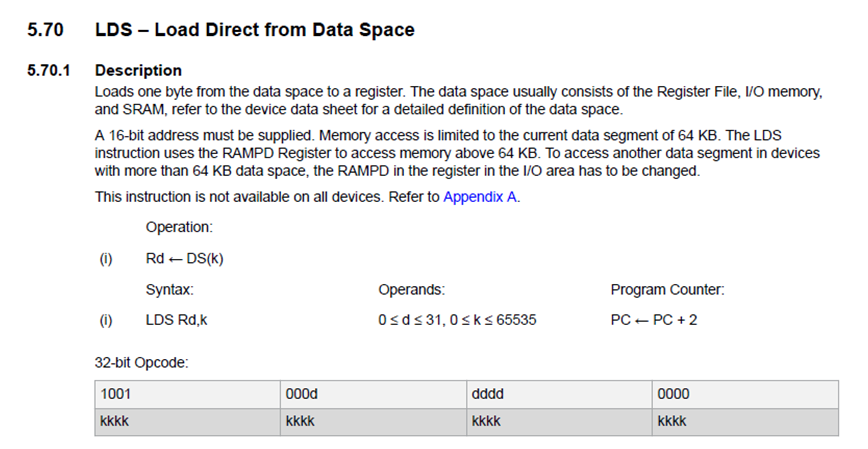 5.70 LDS – Load Direct from Data Space
5.70.1 Description
Loads one byte from the data space to a register. The data space usually consists of the Register File, I/O memory,
and SRAM, refer to the device data sheet for a detailed definition of the data space.
A 16-bit address must be supplied. Memory access is limited to the current data segment of 64 KB. The LDS
instruction uses the RAMPD Register to access memory above 64 KB. To access another data segment in devices
with more than 64 KB data space, the RAMPD in the register in the I/O area has to be changed.
This instruction is not available on all devices. Refer to Appendix A.
Operation:
(i) Rd ← DS(k)
Syntax: Operands: Program Counter:
(i) LDS Rd,k 0 ≤ d ≤ 31, 0 ≤ k ≤ 65535 PC ← PC + 2
32-bit Opcode:
1001 000d dddd 0000
kkkk kkkk kkkk kkkk